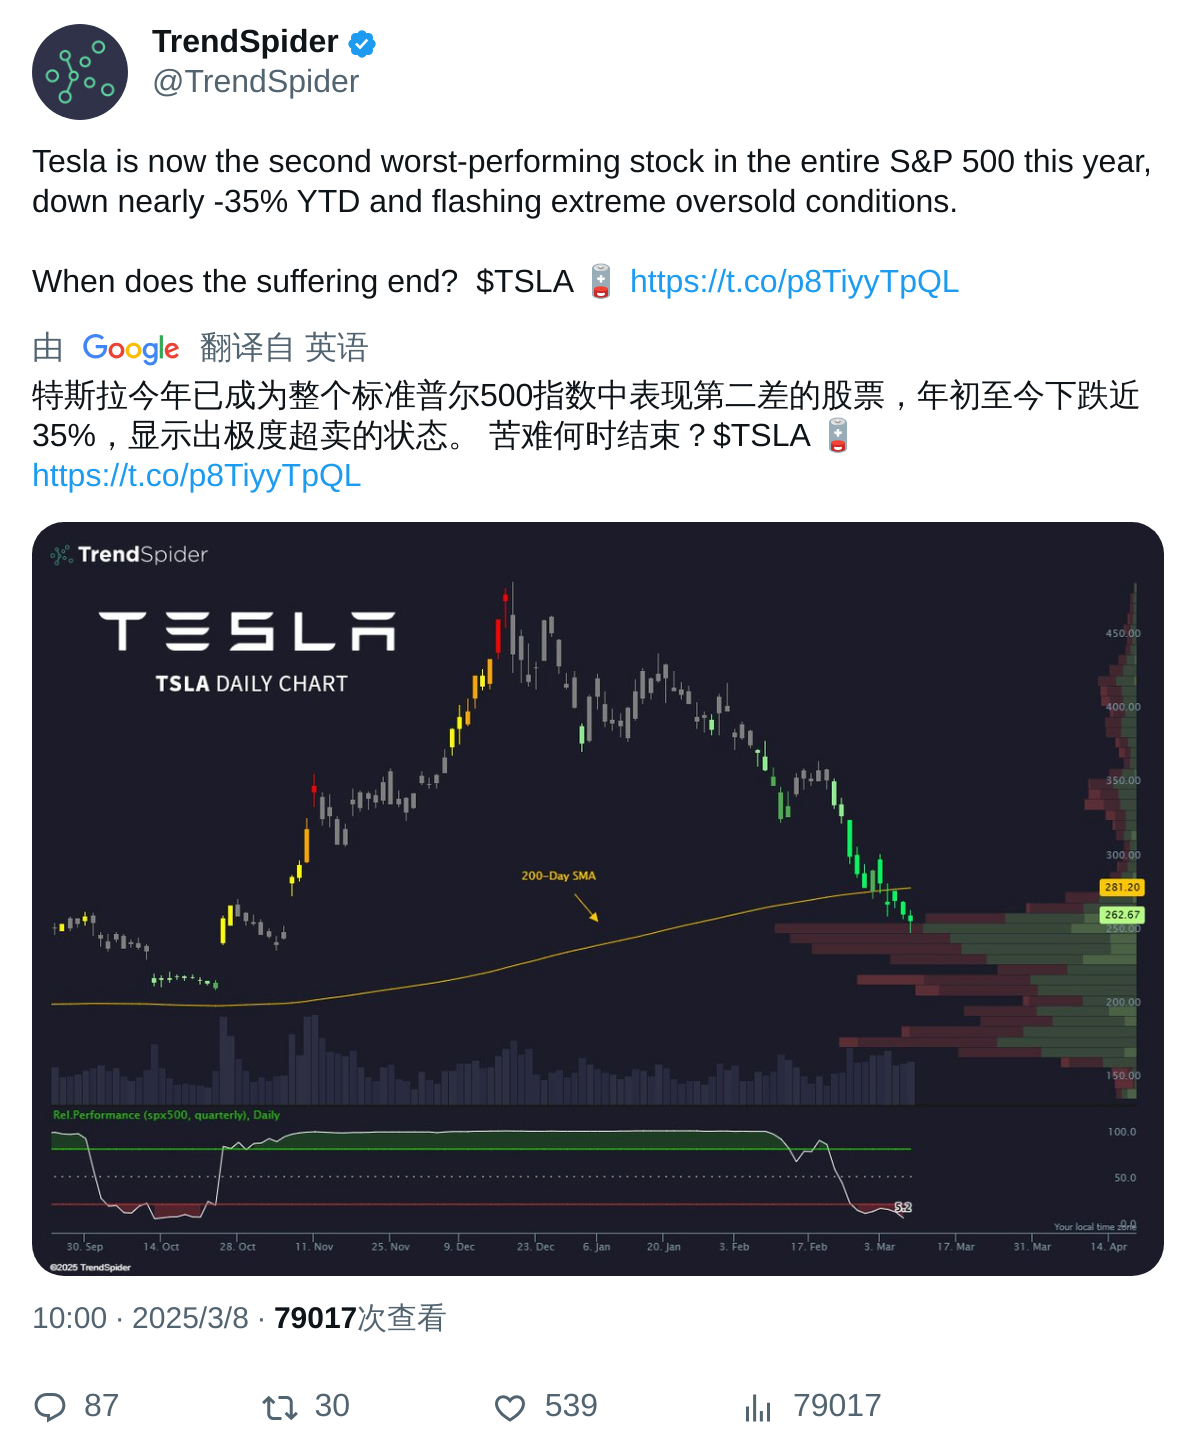 TrendSpider
@TrendSpider
Tesla is now the second worst-performing stock in the entire S&P 500 this year,
down nearly -35% YTD and flashing extreme oversold conditions.
When does the suffering end?  $TSLA 🪫 https://t.co/p8TiyyTpQL
由 Google 翻译自 英语
特斯拉今年已成为整个标准普尔500指数中表现第二差的股票，年初至今下跌近
35%，显示出极度超卖的状态。 苦难何时结束？$TSLA 🪫
https://t.co/p8TiyyTpQL
TrendSpider
TESLA
TSLA DAILY CHART
450.00
400.00
350.00
300.00
200-Day SMA
281.20
262.67
250.00
200.00
150.00
Rel.Performance (spx500, quarterly), Daily
100.0
50.0
5.2
0.0
Your local time zone
30. Sep 14. Oct 28. Oct 11. Nov 25. Nov 9. Dec 23. Dec 6. Jan 20. Jan 3. Feb 17. Feb 3. Mar 17. Mar 31. Mar 14. Apr
©2025 TrendSpider
10:00 · 2025/3/8 · 79017次查看
87 30 539 79017